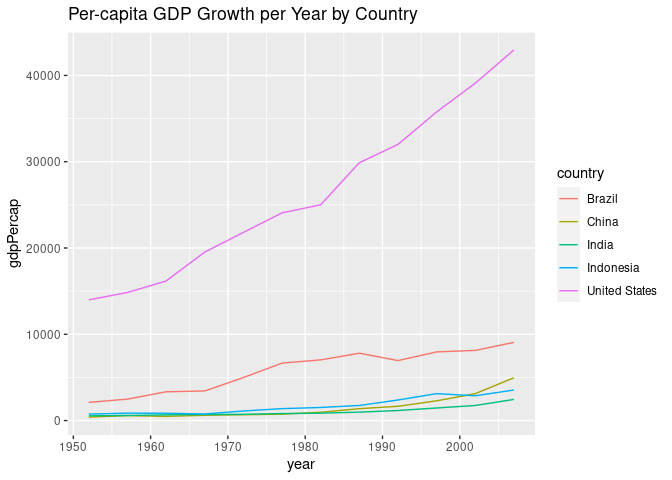 Per-capita GDP Growth per Year by Country
gdpPercap
40000
30000
20000
10000
0
1950 1960 1970 1980 1990 2000
year
country
Brazil
China
India
Indonesia
United States